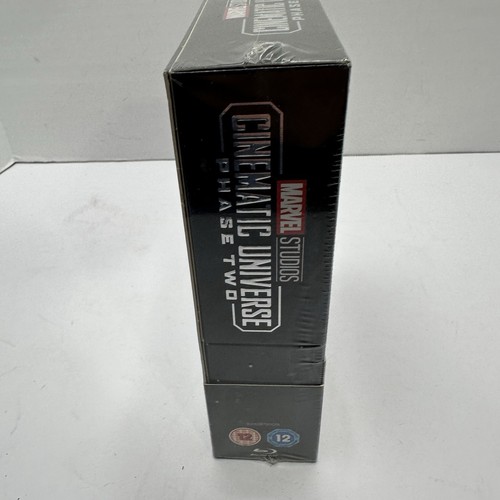 MARVEL STUDIOS
CINEMATIC UNIVERSE
PHASE TWO
12
12